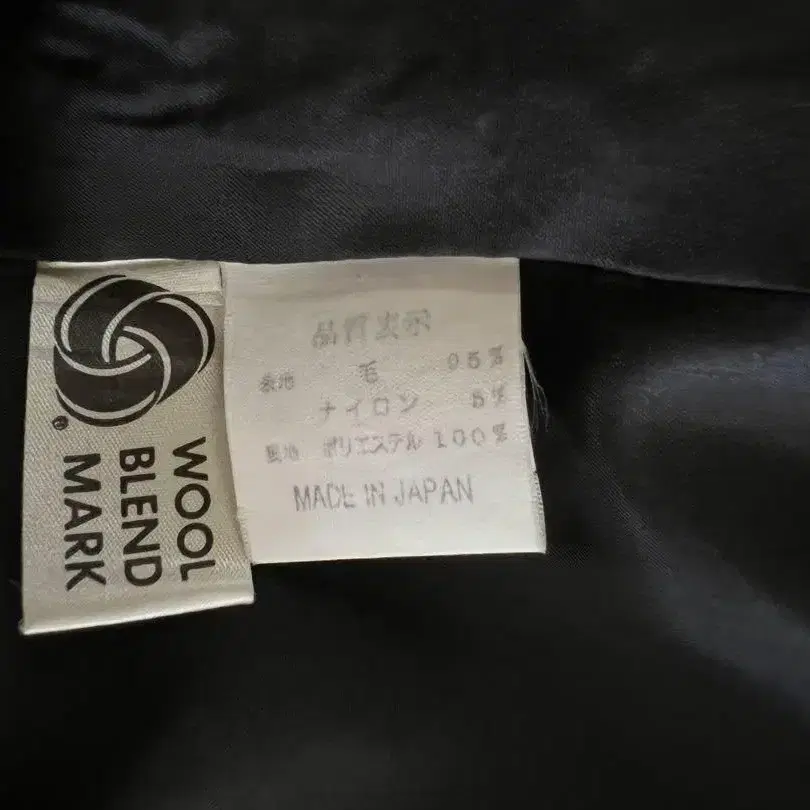 WOOL
BLEND
MARK
®
品質表示
表地 毛 95%
ナイロン 5%
裏地 ポリエステル 100%
MADE IN JAPAN